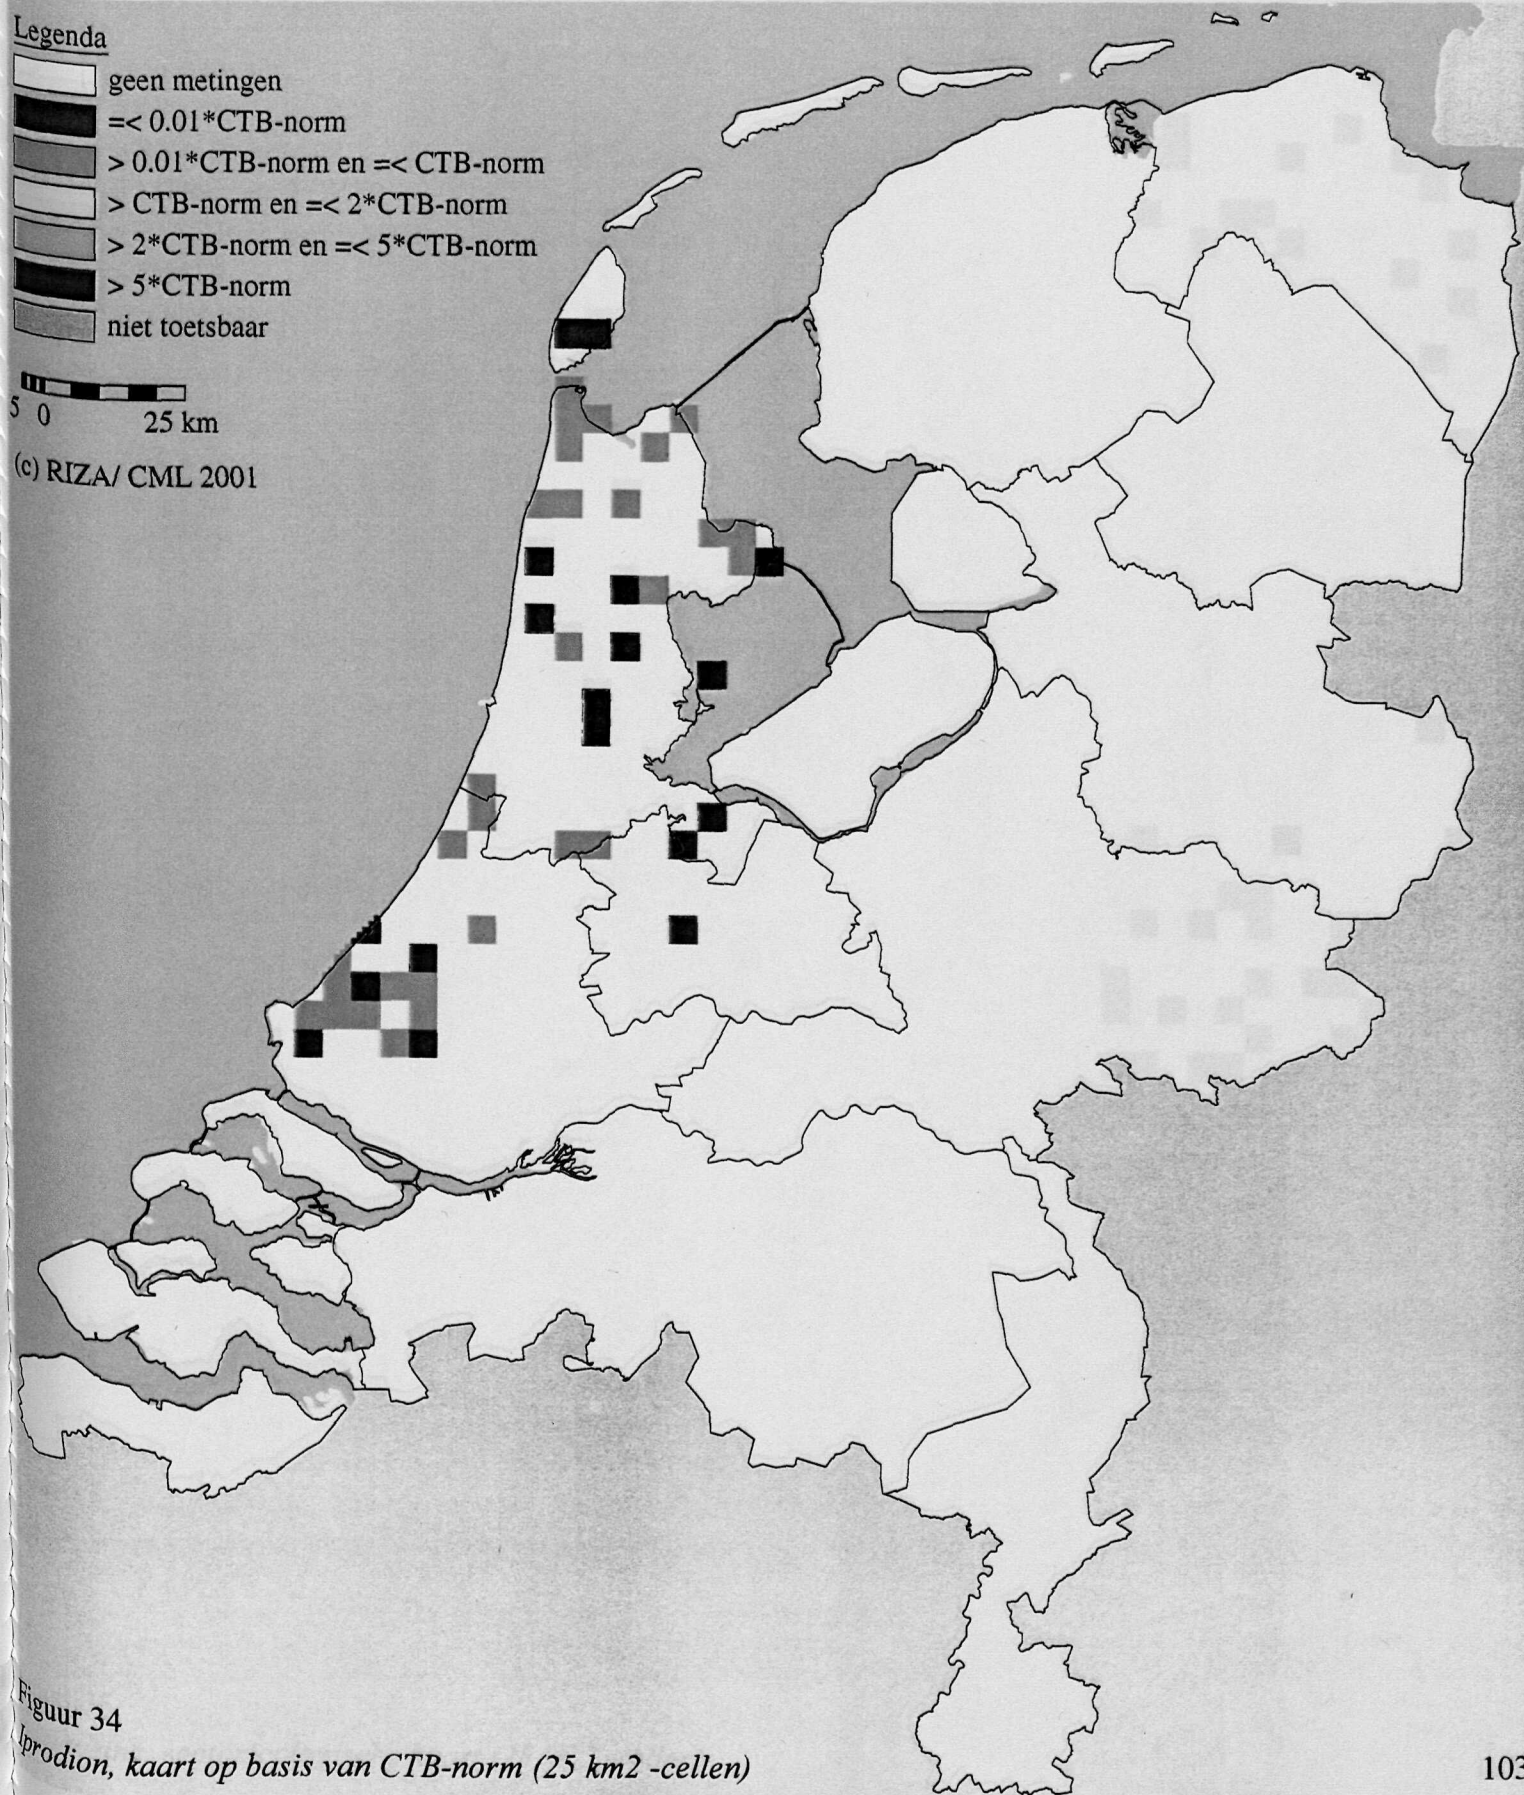 Legenda
geen metingen
=< 0.01*CTB-norm
> 0.01*CTB-norm en =< CTB-norm
> CTB-norm en =< 2*CTB-norm
> 2*CTB-norm en =< 5*CTB-norm
> 5*CTB-norm
niet toetsbaar
5 0 25 km
(c) RIZA/ CML 2001
Figuur 34
Iprodion, kaart op basis van CTB-norm (25 km2 -cellen)
103